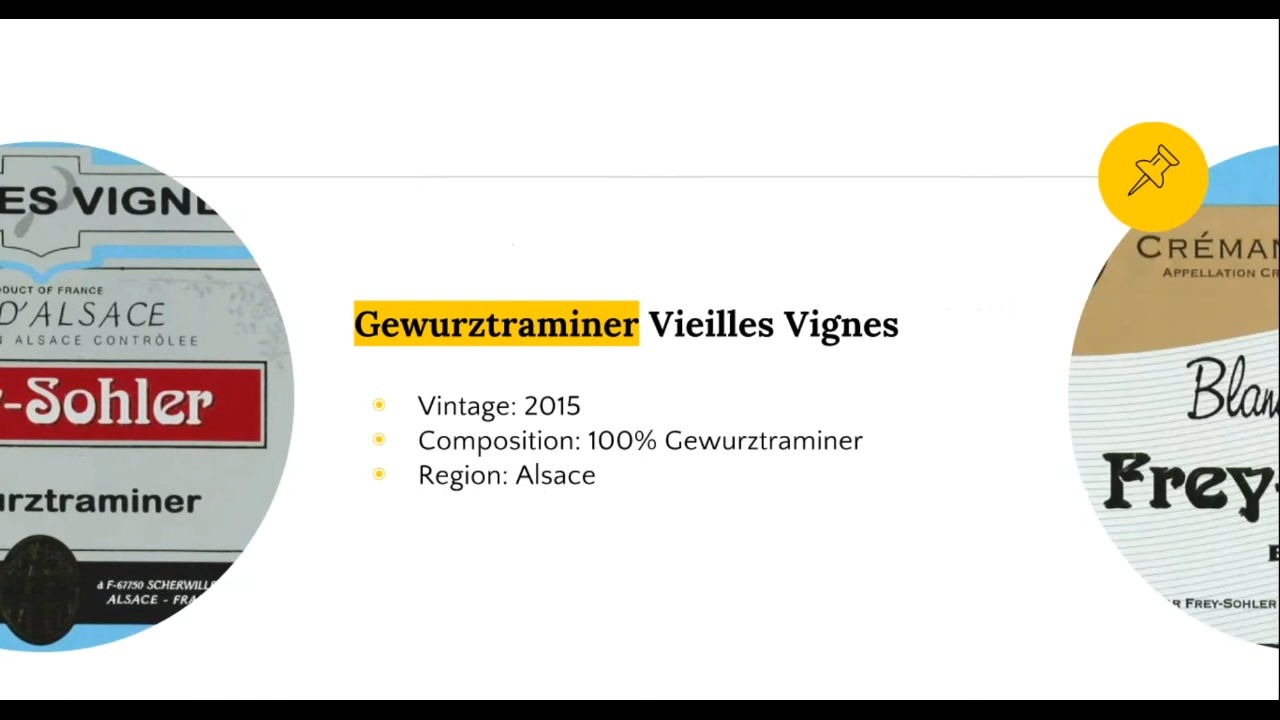 ES VIGNE
ODUCT OF FRANCE
D'ALSACE
N ALSACE CONTRÔLEE
-Sohler
urztraminer
à F-67750 SCHERWILL
ALSACE - FRA
Gewurztraminer Vieilles Vignes
Vintage: 2015
Composition: 100% Gewurztraminer
Region: Alsace
CRÉMAN
APPELLATION CR
Blan
Frey-
R FREY-SOHLER